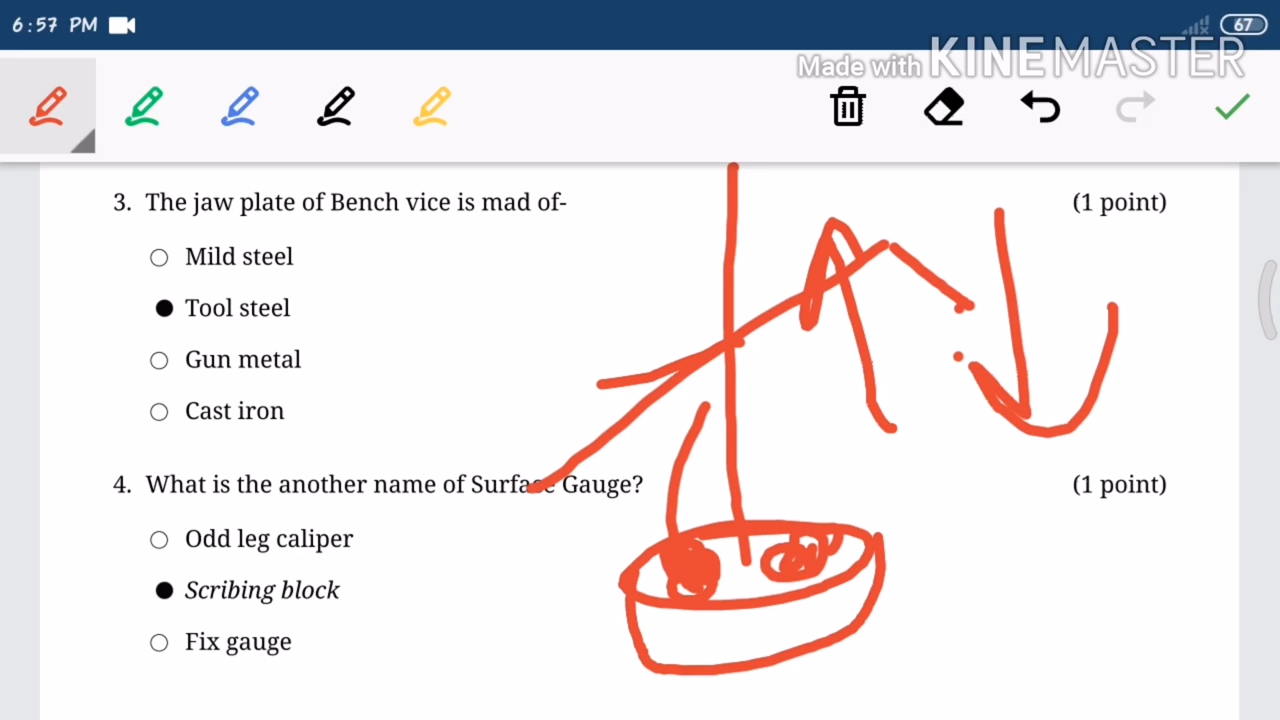 6:57 PM
67
Made with KINEMASTER
3. The jaw plate of Bench vice is mad of- (1 point)
Mild steel
Tool steel
Gun metal
Cast iron
4. What is the another name of Surface Gauge? (1 point)
Odd leg caliper
Scribing block
Fix gauge